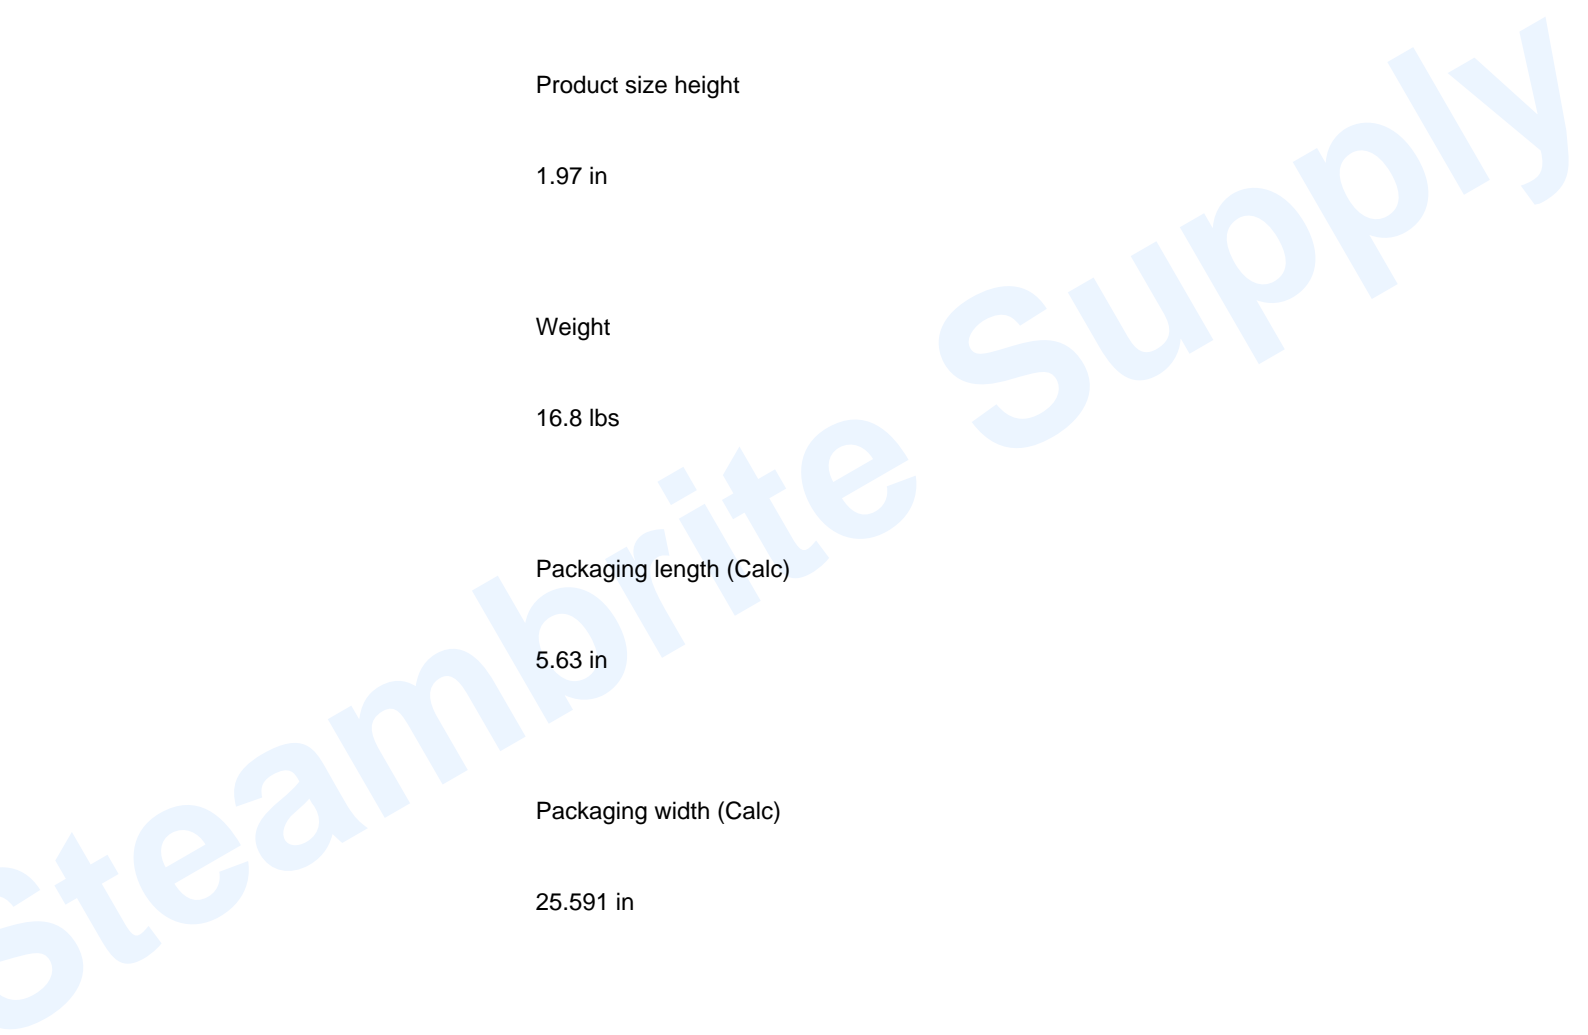 Product size height
1.97 in
Weight
16.8 lbs
Packaging length (Calc)
5.63 in
Packaging width (Calc)
25.591 in
Steambrite Supply